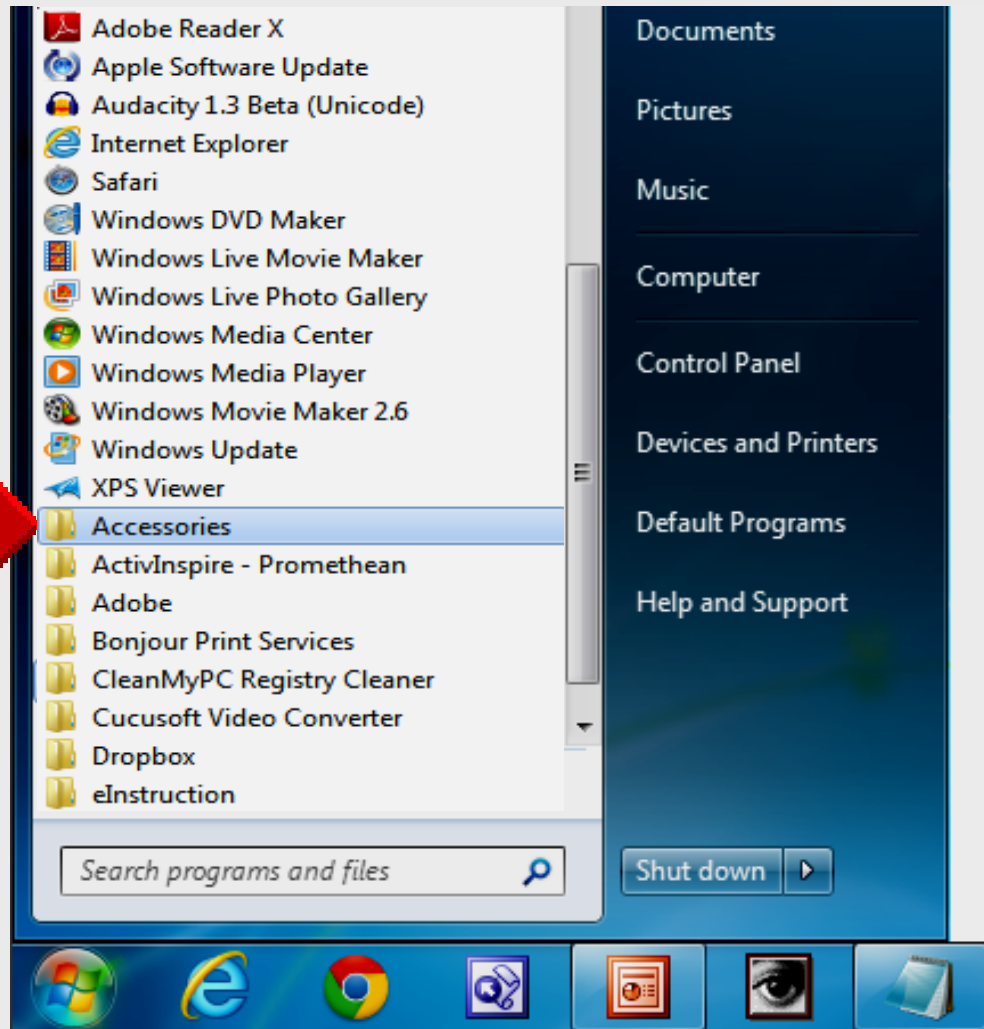 Adobe Reader X
Apple Software Update
Audacity 1.3 Beta (Unicode)
Internet Explorer
Safari
Windows DVD Maker
Windows Live Movie Maker
Windows Live Photo Gallery
Windows Media Center
Windows Media Player
Windows Movie Maker 2.6
Windows Update
XPS Viewer
Accessories
ActivInspire - Promethean
Adobe
Bonjour Print Services
CleanMyPC Registry Cleaner
Cucusoft Video Converter
Dropbox
eInstruction
Search programs and files
Documents
Pictures
Music
Computer
Control Panel
Devices and Printers
Default Programs
Help and Support
Shut down